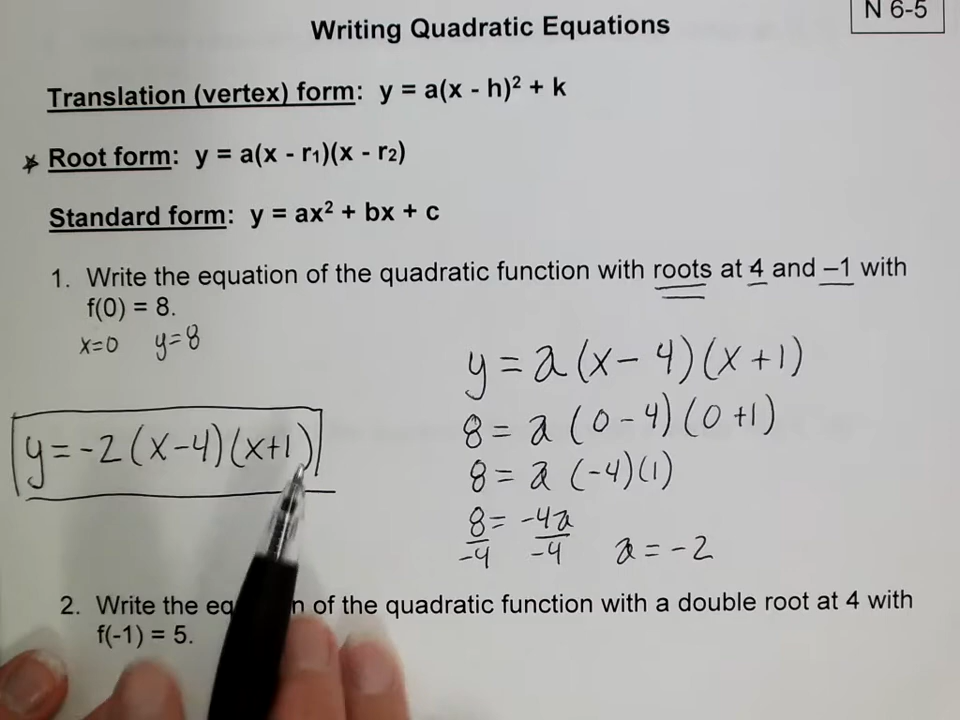 N 6-5
Writing Quadratic Equations
Translation (vertex) form: y = a(x - h)² + k
* Root form: y = a(x - r₁)(x - r₂)
Standard form: y = ax² + bx + c
1. Write the equation of the quadratic function with roots at 4 and –1 with
f(0) = 8.
x=0 y=8
y = a(x – 4)(x + 1)
8 = a (0 – 4)(0 + 1)
8 = a (-4)(1)
8 = -4a
-4 -4
a = -2
y = -2(x-4)(x+1)
2. Write the of the quadratic function with a double root at 4 with
f(-1) = 5.